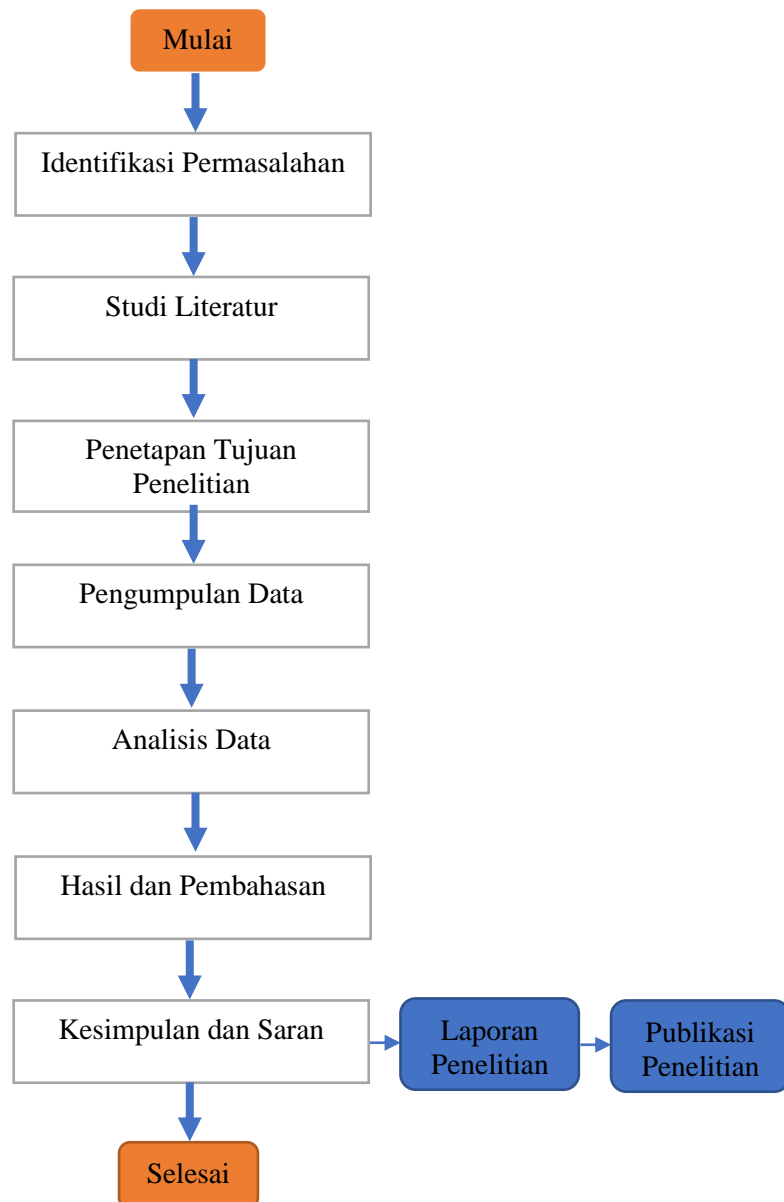 Mulai
Identifikasi Permasalahan
Studi Literatur
Penetapan Tujuan
Penelitian
Pengumpulan Data
Analisis Data
Hasil dan Pembahasan
Kesimpulan dan Saran
Laporan
Penelitian
Publikasi
Penelitian
Selesai